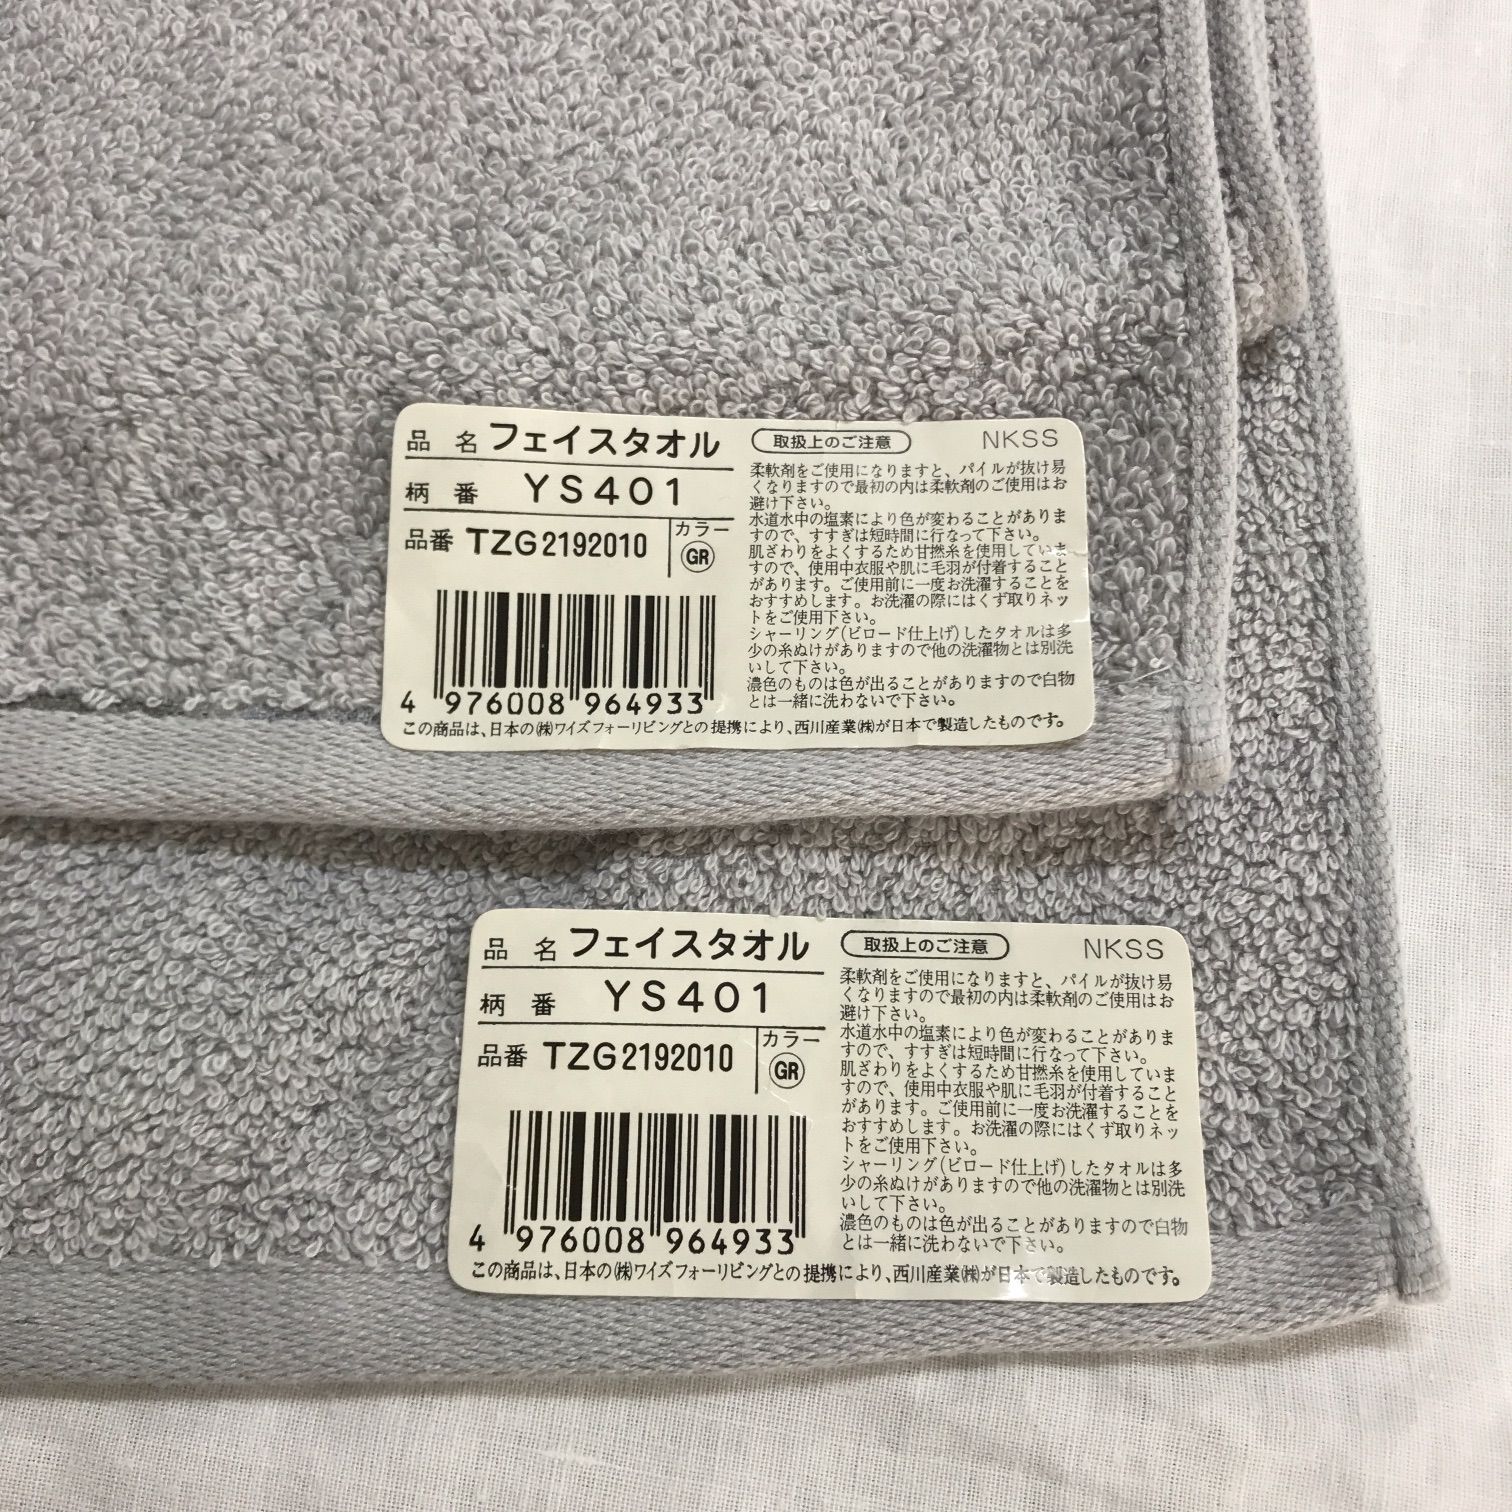 品 名 フェイスタオル
柄 番 YS401
品番 TZG2192010
カラー
GR
4 976008 964933
取扱上のご注意
NKSS
柔軟剤をご使用になりますと、パイルが抜け易
くなりますので最初の内は柔軟剤のご使用はお
避け下さい。
水道水中の塩素により色が変わることがありま
すので、すすぎは短時間に行なって下さい。
肌ざわりをよくするため甘撚糸を使用していま
すので、使用中衣服や肌に毛羽が付着すること
があります。ご使用前に一度お洗濯することを
おすすめします。お洗濯の際にはくず取りネッ
トをご使用下さい。
シャーリング(ビロード仕上げ)したタオルは多
少の糸ぬけがありますので他の洗濯物とは別洗
いして下さい。
濃色のものは色が出ることがありますので白物
とは一緒に洗わないで下さい。
この商品は、日本の㈱ワイズフォーリビングとの提携により、西川産業㈱が日本で製造したものです。
品 名 フェイスタオル
柄 番 YS401
品番 TZG2192010
カラー
GR
4 976008 964933
取扱上のご注意
NKSS
柔軟剤をご使用になりますと、パイルが抜け易
くなりますので最初の内は柔軟剤のご使用はお
避け下さい。
水道水中の塩素により色が変わることがありま
すので、すすぎは短時間に行なって下さい。
肌ざわりをよくするため甘撚糸を使用していま
すので、使用中衣服や肌に毛羽が付着すること
があります。ご使用前に一度お洗濯することを
おすすめします。お洗濯の際にはくず取りネッ
トをご使用下さい。
シャーリング(ビロード仕上げ)したタオルは多
少の糸ぬけがありますので他の洗濯物とは別洗
いして下さい。
濃色のものは色が出ることがありますので白物
とは一緒に洗わないで下さい。
この商品は、日本の㈱ワイズフォーリビングとの提携により、西川産業㈱が日本で製造したものです。